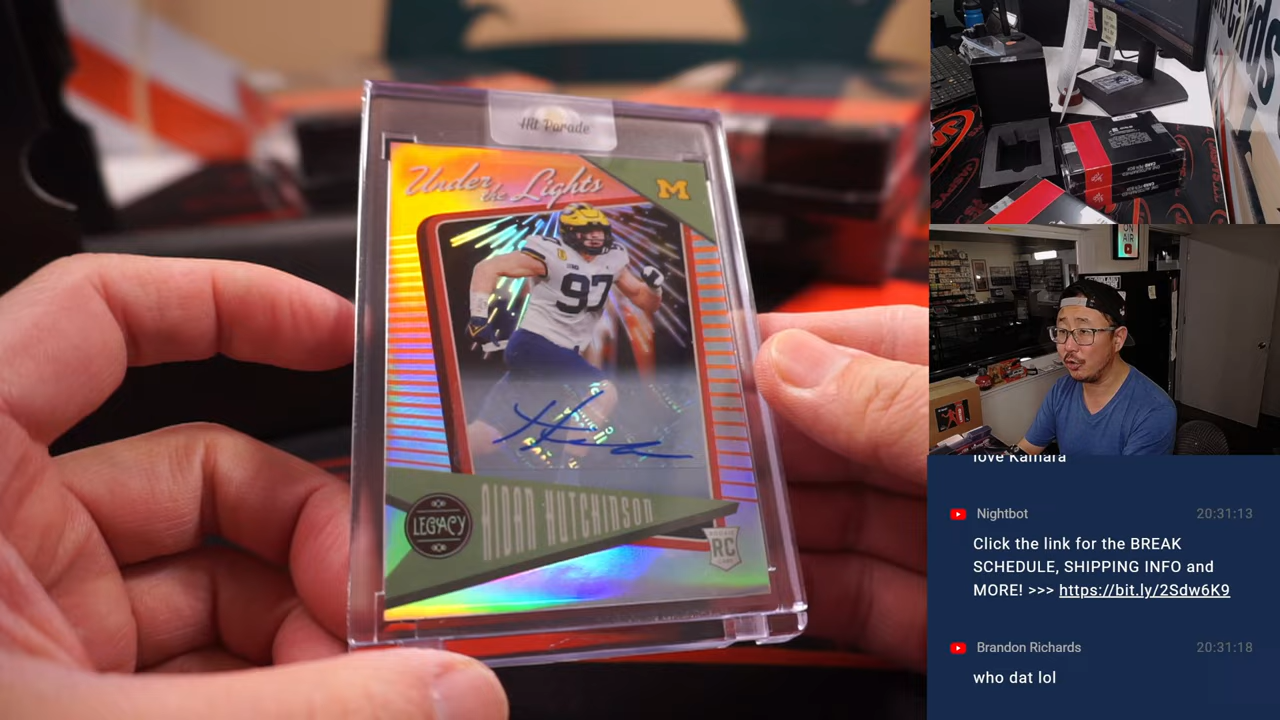 Hit Parade
Under
the Lights
M
97
LEGACY
AIDAN HUTCHINSON
RC
ON
AIR
love Kamara
Nightbot
20:31:13
Click the link for the BREAK
SCHEDULE, SHIPPING INFO and
MORE! >>> https://bit.ly/2Sdw6K9
Brandon Richards
20:31:18
who dat lol